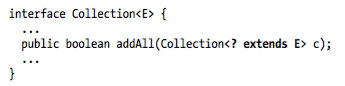 interface Collection<E> {
...
public boolean addAll(Collection<? extends E> c);
...
}